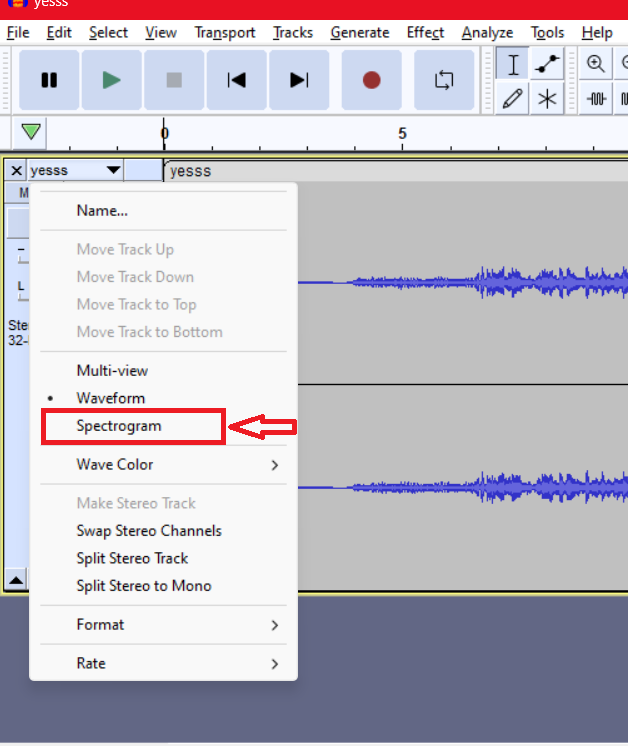 yesss
File Edit Select View Transport Tracks Generate Effect Analyze Tools Help
0 5
yesss yesss
M
Name...
Move Track Up
-
Move Track Down
L
Move Track to Top
Ste
Move Track to Bottom
32-
Multi-view
Waveform
Spectrogram
Wave Color
Make Stereo Track
Swap Stereo Channels
Split Stereo Track
Split Stereo to Mono
Format
Rate